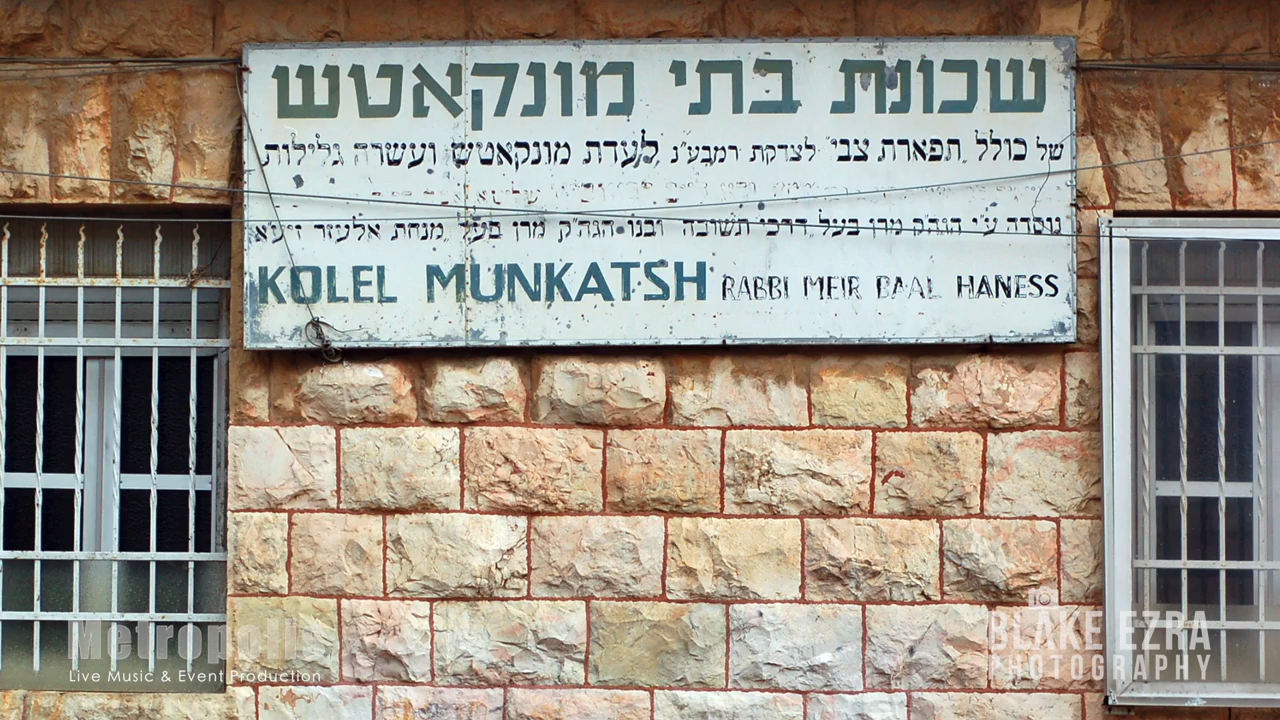 שכונת בתי מונקאטש
של כולל "תפארת צבי" לצדקת רמבע"נ לעדת מונקאטש ועשרה גלילות
נוסדה ע"י הגה"ק מרן בעל "דרכי תשובה" ובנו הגה"ק מרן בעל "מנחת אלעזר" זיעא
KOLEL MUNKATSH RABBI MEIR BAAL HANESS
Metropolis
Live Music & Event Production
BLAKE EZRA
PHOTOGRAPHY